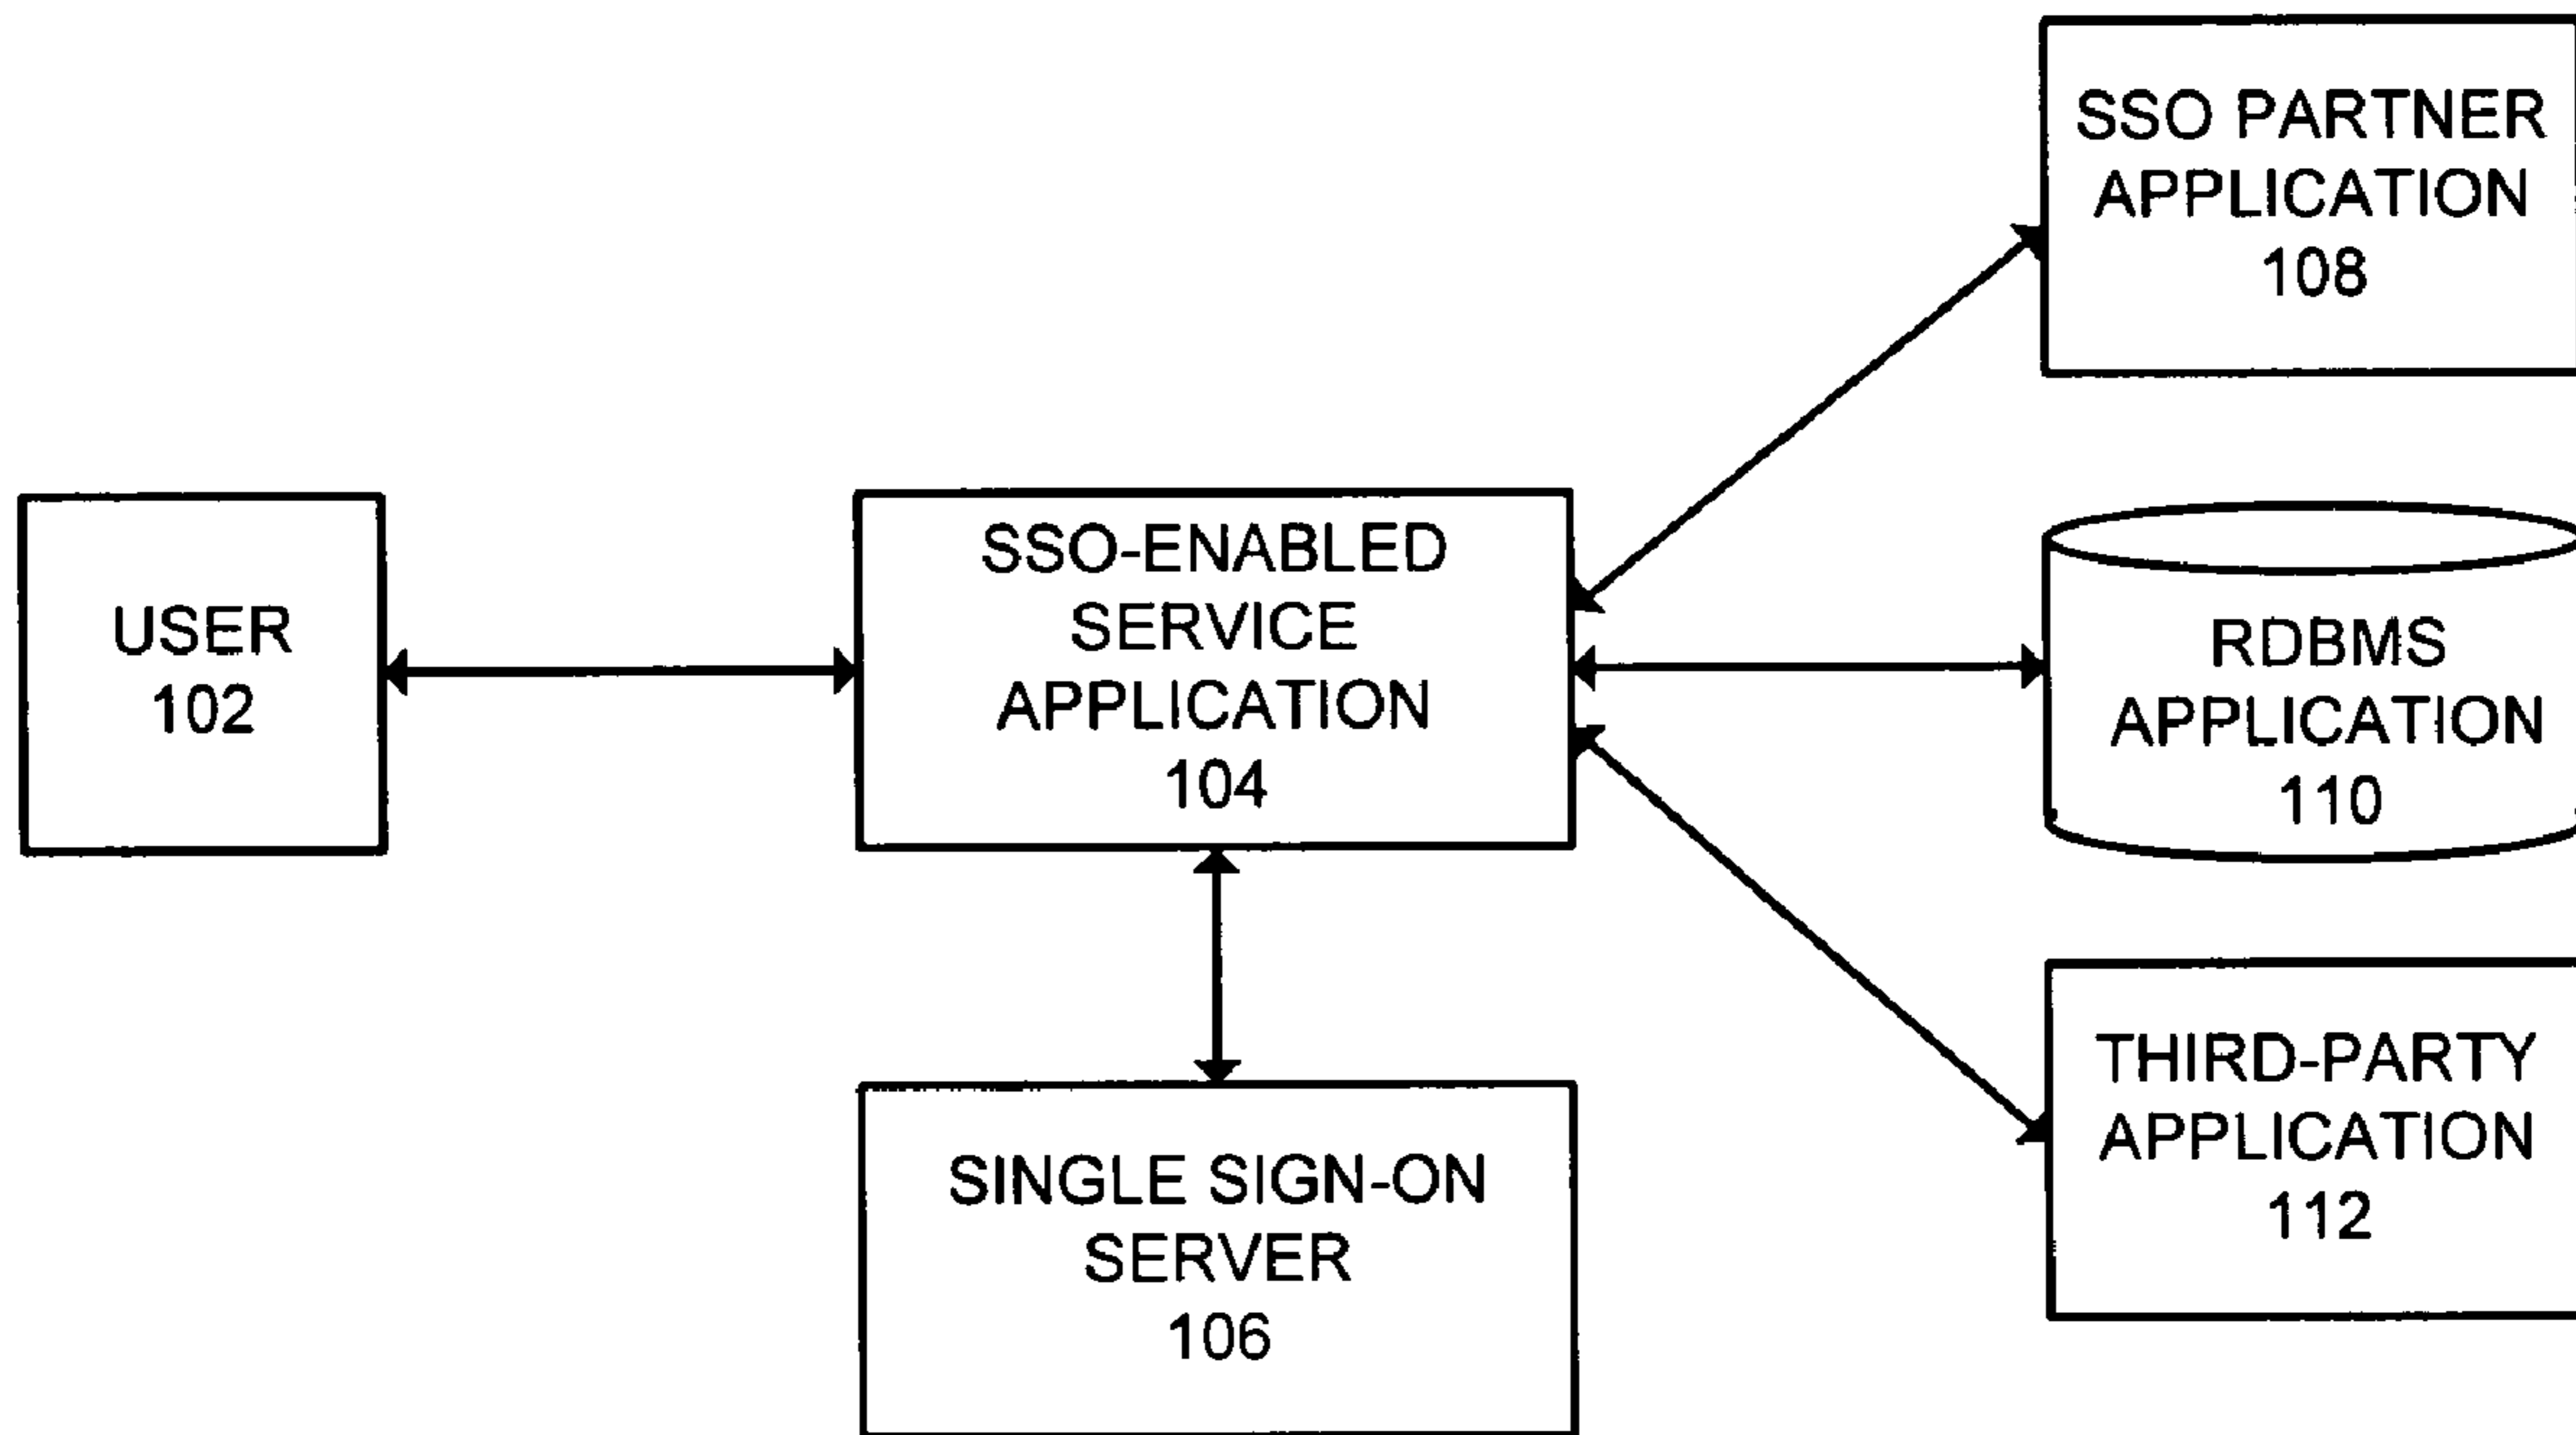 SSO PARTNER
APPLICATION
108
USER
102
SSO-ENABLED
SERVICE
APPLICATION
104
RDBMS
APPLICATION
110
SINGLE SIGN-ON
SERVER
106
THIRD-PARTY
APPLICATION
112